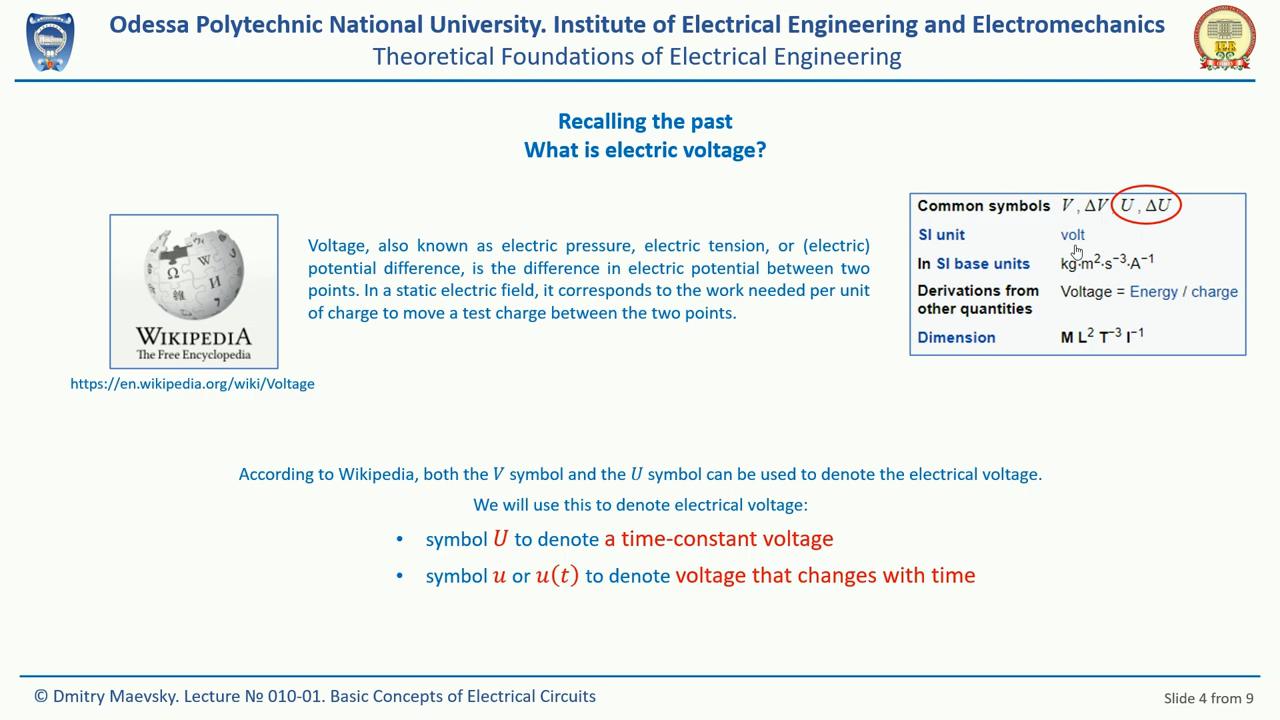 Odessa Polytechnic National University. Institute of Electrical Engineering and Electromechanics
Theoretical Foundations of Electrical Engineering
Recalling the past
What is electric voltage?
WIKIPEDIA
The Free Encyclopedia
https://en.wikipedia.org/wiki/Voltage
Voltage, also known as electric pressure, electric tension, or (electric)
potential difference, is the difference in electric potential between two
points. In a static electric field, it corresponds to the work needed per unit
of charge to move a test charge between the two points.
Common symbols V , ΔV U , ΔU
SI unit volt
In SI base units kg·m²·s⁻³·A⁻¹
Derivations from Voltage = Energy / charge
other quantities
Dimension M L² T⁻³ I⁻¹
According to Wikipedia, both the V symbol and the U symbol can be used to denote the electrical voltage.
We will use this to denote electrical voltage:
• symbol U to denote a time-constant voltage
• symbol u or u(t) to denote voltage that changes with time
© Dmitry Maevsky. Lecture № 010-01. Basic Concepts of Electrical Circuits
Slide 4 from 9